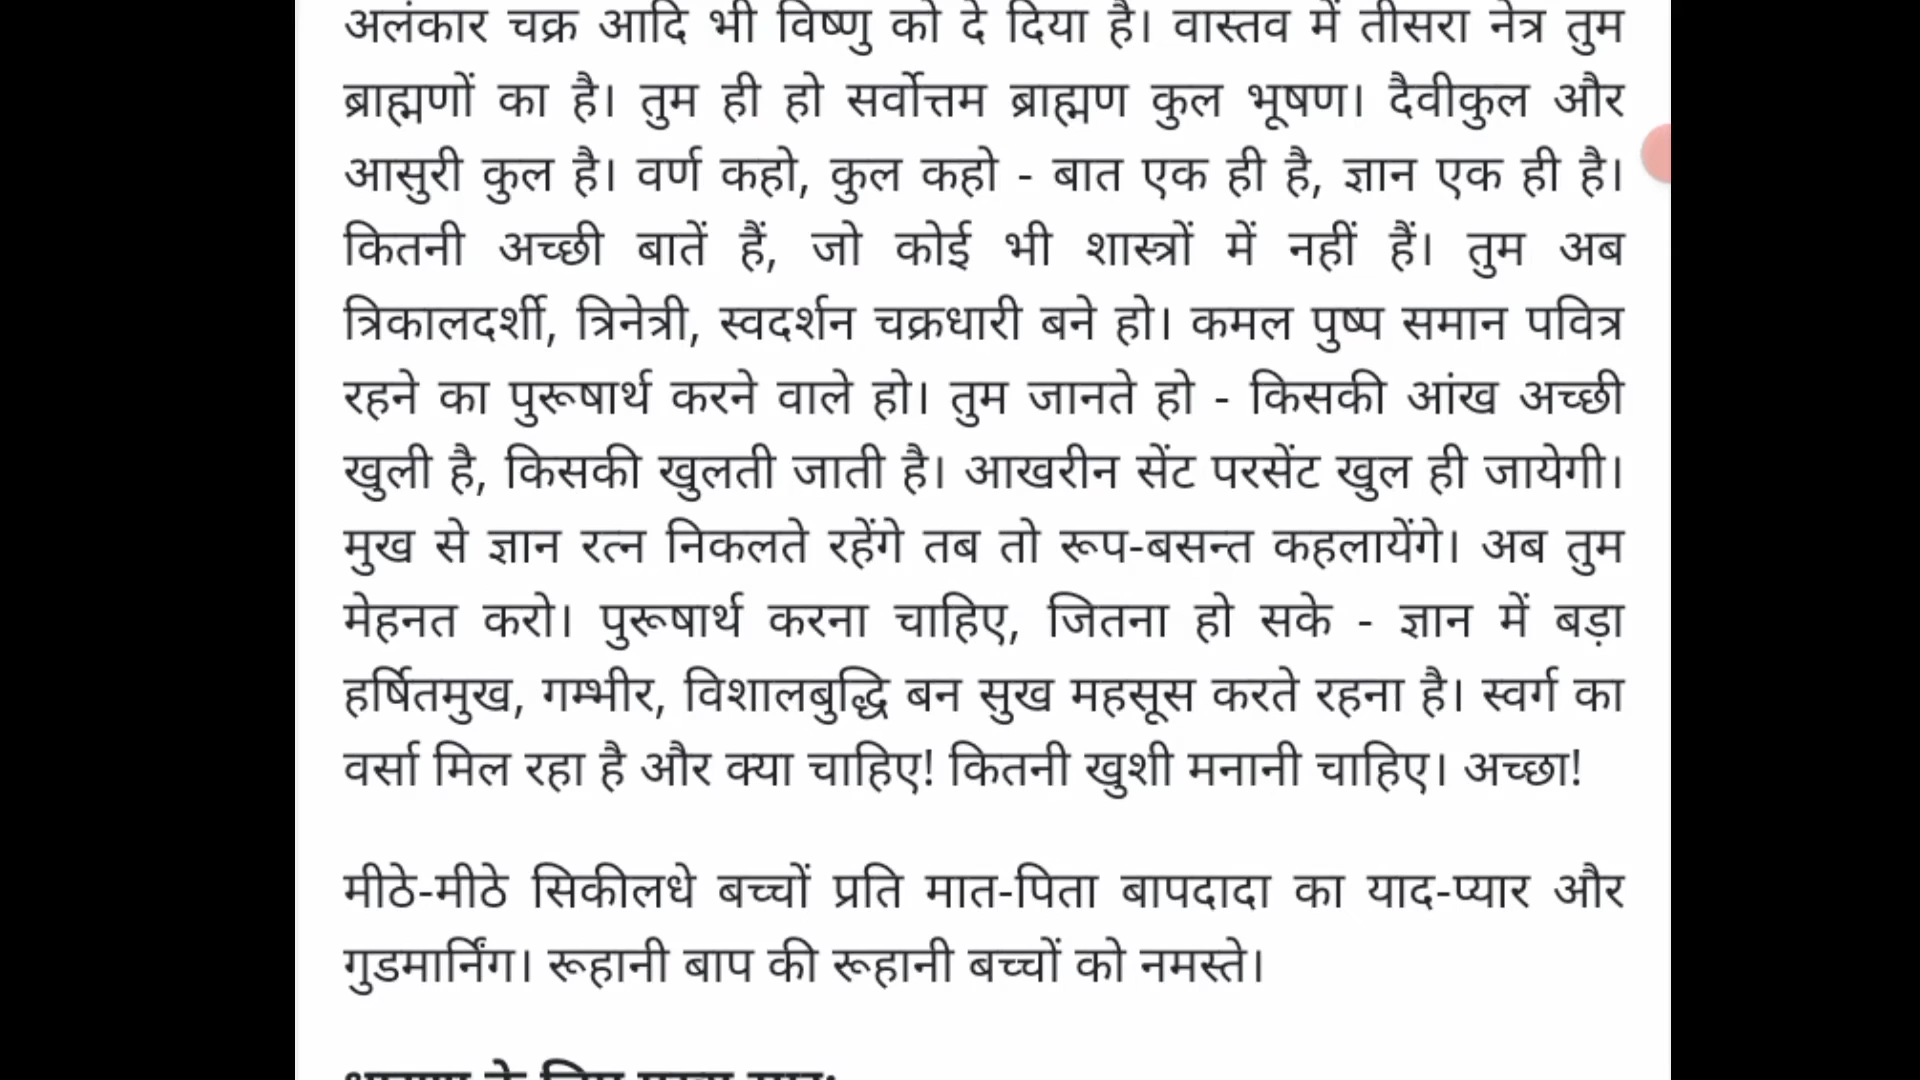 अलंकार चक्र आदि भी विष्णु को दे दिया है। वास्तव में तीसरा नेत्र तुम
ब्राह्मणों का है। तुम ही हो सर्वोत्तम ब्राह्मण कुल भूषण। दैवीकुल और
आसुरी कुल है। वर्ण कहो, कुल कहो - बात एक ही है, ज्ञान एक ही है।
कितनी अच्छी बातें हैं, जो कोई भी शास्त्रों में नहीं हैं। तुम अब
त्रिकालदर्शी, त्रिनेत्री, स्वदर्शन चक्रधारी बने हो। कमल पुष्प समान पवित्र
रहने का पुरूषार्थ करने वाले हो। तुम जानते हो - किसकी आंख अच्छी
खुली है, किसकी खुलती जाती है। आखरीन सेंट परसेंट खुल ही जायेगी।
मुख से ज्ञान रत्न निकलते रहेंगे तब तो रूप-बसन्त कहलायेंगे। अब तुम
मेहनत करो। पुरूषार्थ करना चाहिए, जितना हो सके - ज्ञान में बड़ा
हर्षितमुख, गम्भीर, विशालबुद्धि बन सुख महसूस करते रहना है। स्वर्ग का
वर्सा मिल रहा है और क्या चाहिए! कितनी खुशी मनानी चाहिए। अच्छा!
मीठे-मीठे सिकीलधे बच्चों प्रति मात-पिता बापदादा का याद-प्यार और
गुडमार्निंग। रूहानी बाप की रूहानी बच्चों को नमस्ते।